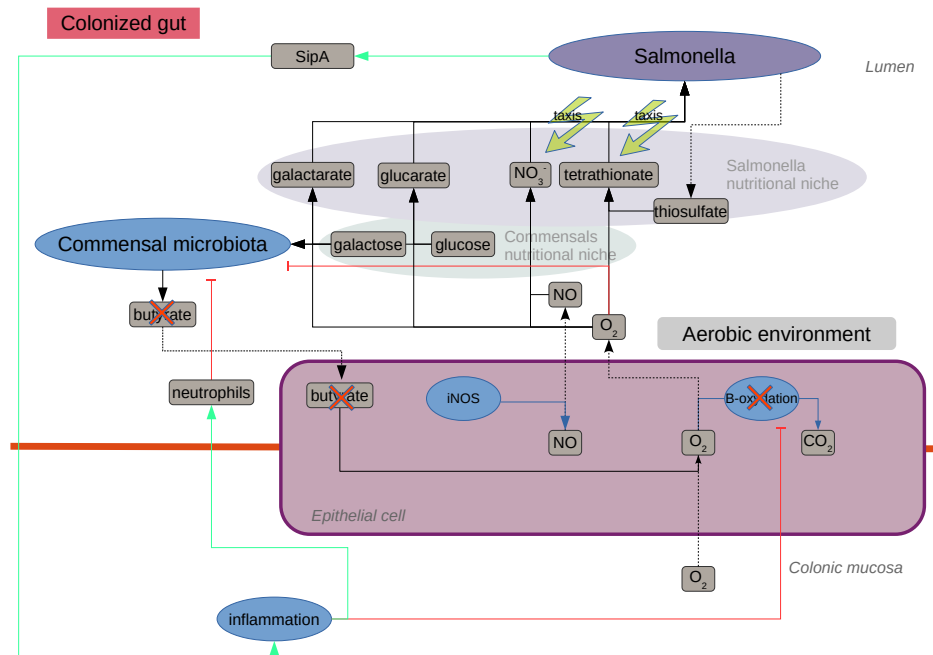 Colonized gut
SipA
Salmonella
Lumen
taxis
taxis
galactarate
glucarate
NO₃⁻
tetrathionate
Salmonella
nutritional niche
thiosulfate
Commensal microbiota
galactose
glucose
Commensals
nutritional niche
butyrate
NO
O₂
Aerobic environment
neutrophils
butyrate
iNOS
B-oxydation
NO
O₂
CO₂
Epithelial cell
O₂
Colonic mucosa
inflammation